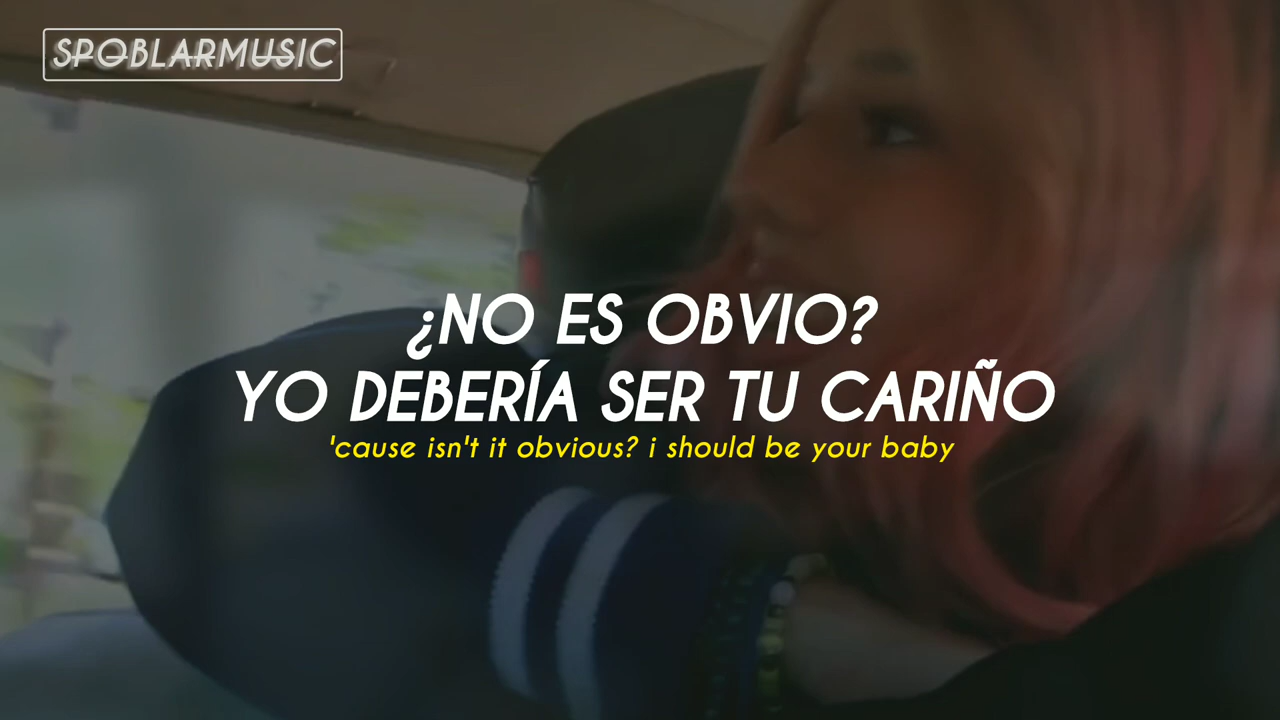 SPOBLARMUSIC
¿NO ES OBVIO?
YO DEBERÍA SER TU CARIÑO
'cause isn't it obvious? i should be your baby